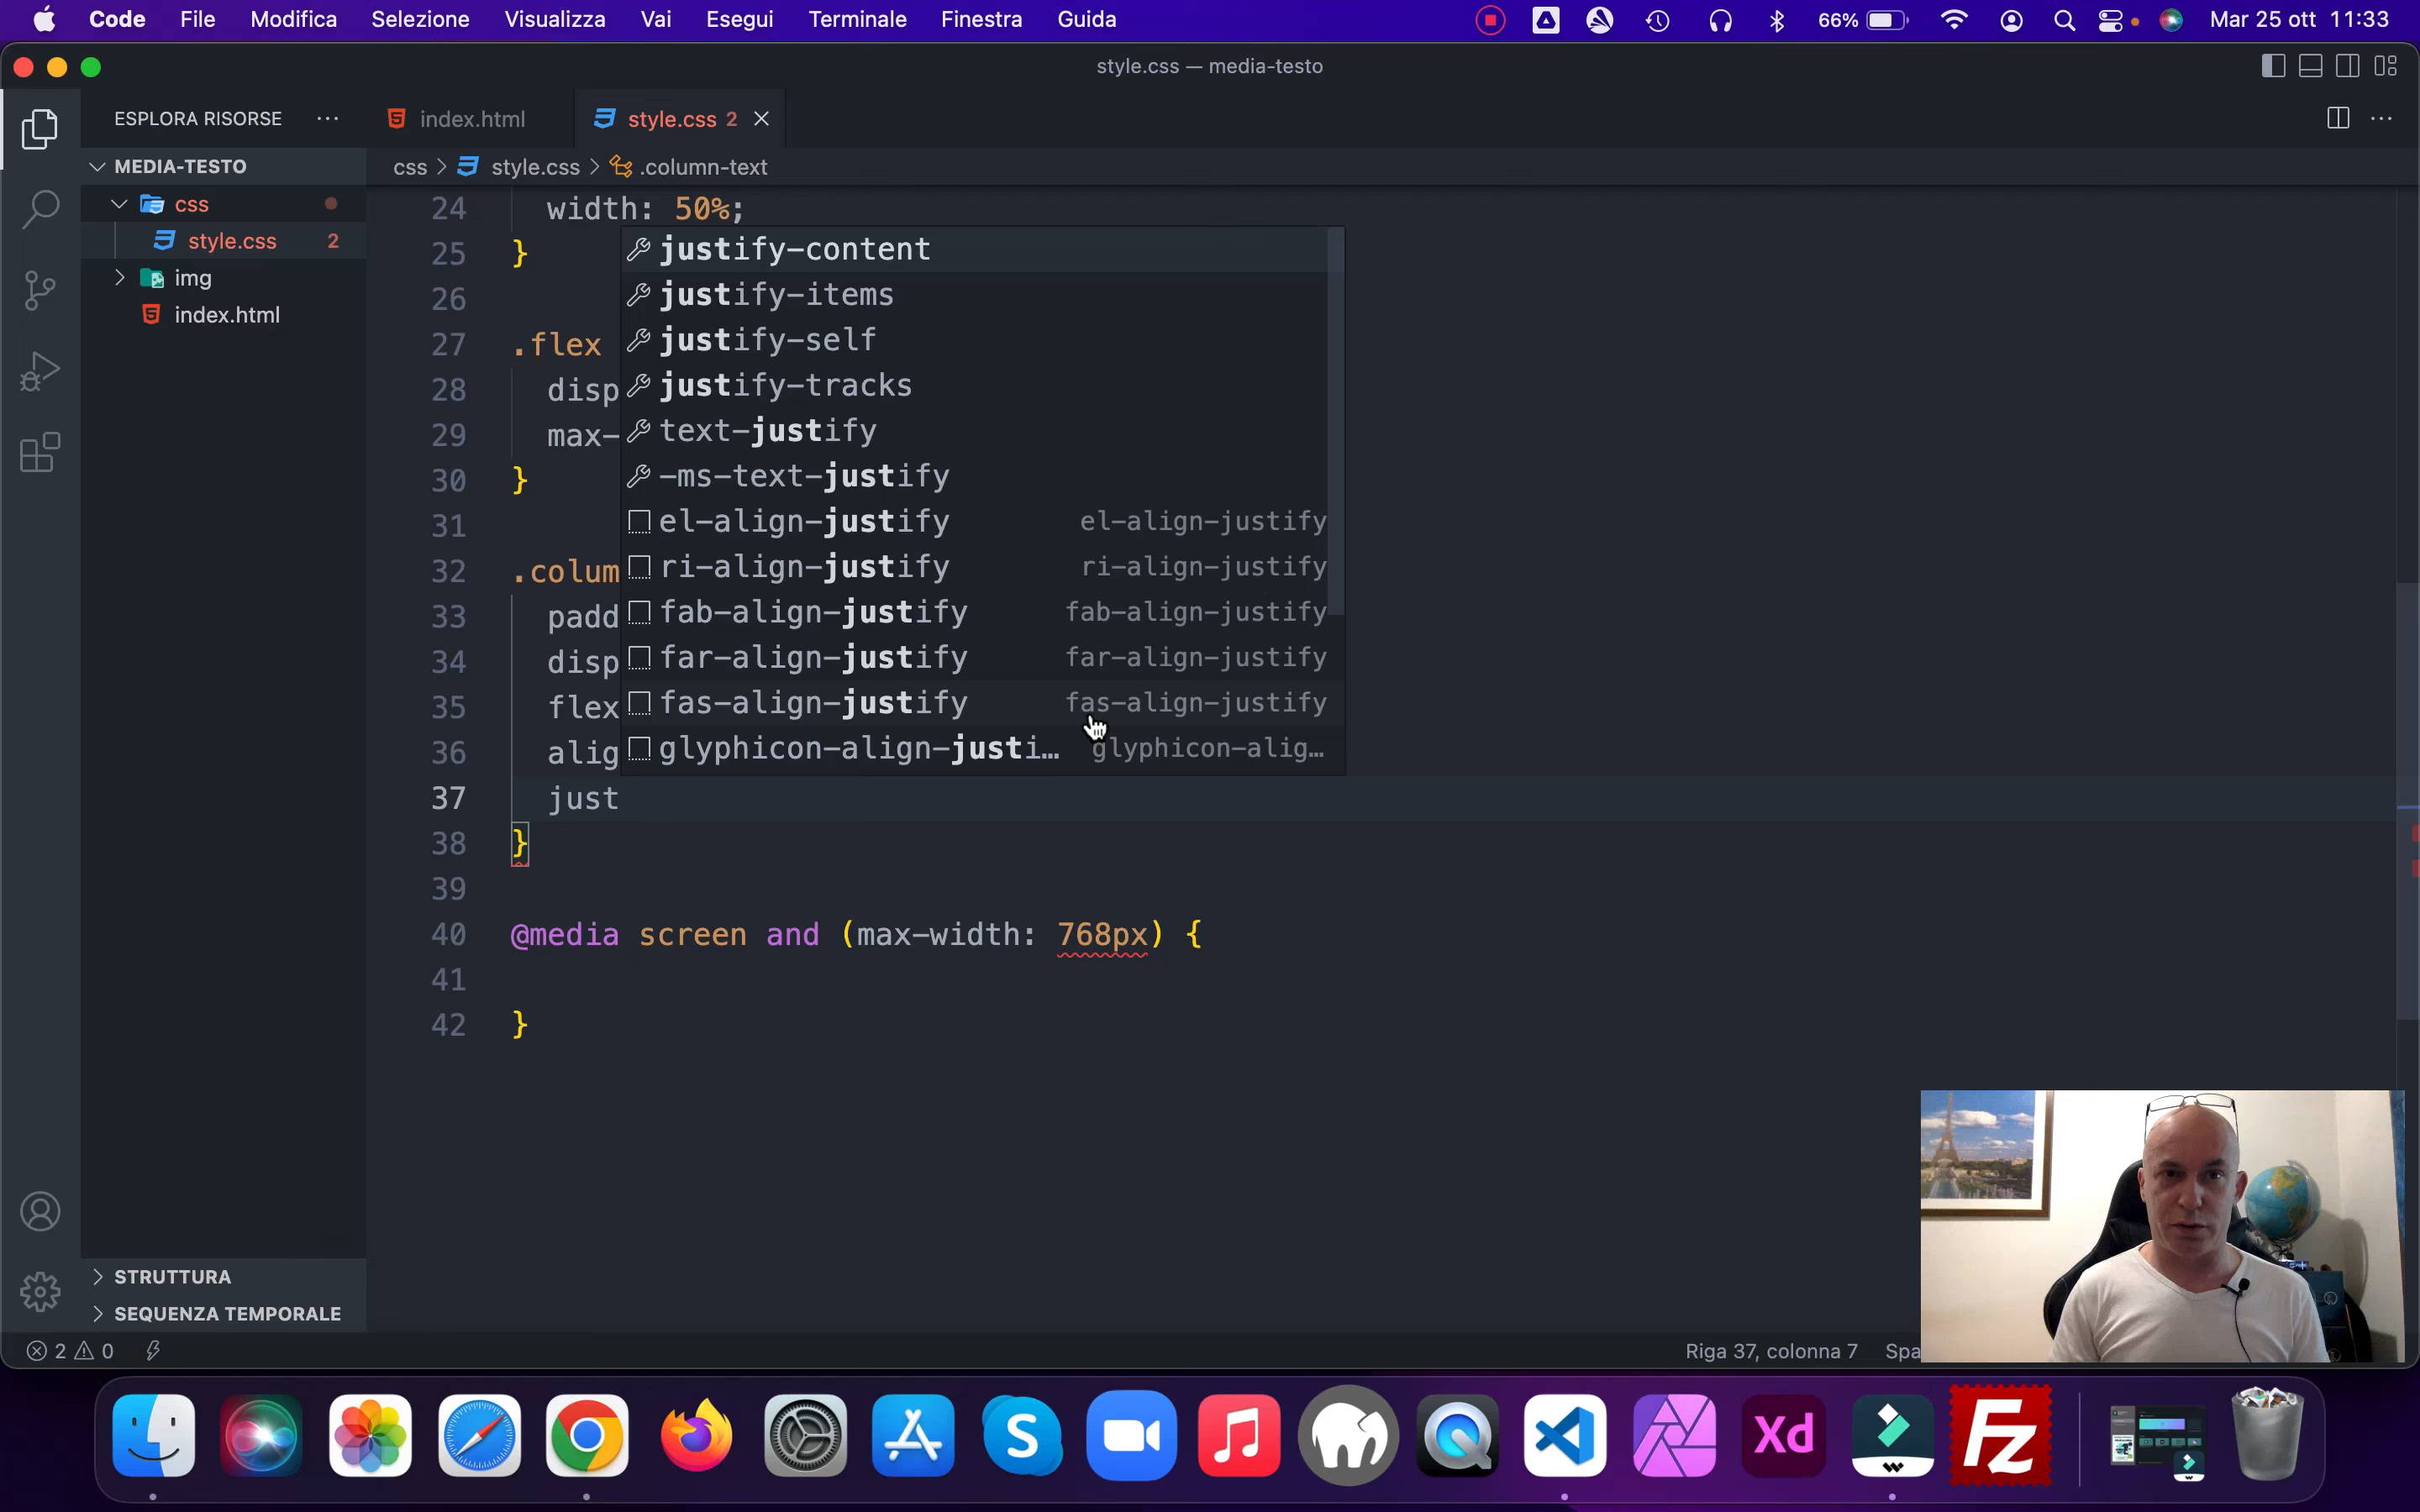 Code File Modifica Selezione Visualizza Vai Esegui Terminale Finestra Guida 66% Mar 25 ott 11:33
style.css — media-testo
ESPLORA RISORSE ··· index.html style.css 2
MEDIA-TESTO css > style.css > .column-text
css
style.css 2
img
index.html
24 width: 50%;
25 }
26
27 .flex
28 disp
29 max-
30 }
31
32 .colum
33 padd
34 disp
35 flex
36 alig
37 just
38 }
39
40 @media screen and (max-width: 768px) {
41
42 }
justify-content
justify-items
justify-self
justify-tracks
text-justify
-ms-text-justify
el-align-justify el-align-justify
ri-align-justify ri-align-justify
fab-align-justify fab-align-justify
far-align-justify far-align-justify
fas-align-justify fas-align-justify
glyphicon-align-justi… glyphicon-alig…
STRUTTURA
SEQUENZA TEMPORALE
2 0 Riga 37, colonna 7 Spa
S Xd Fz